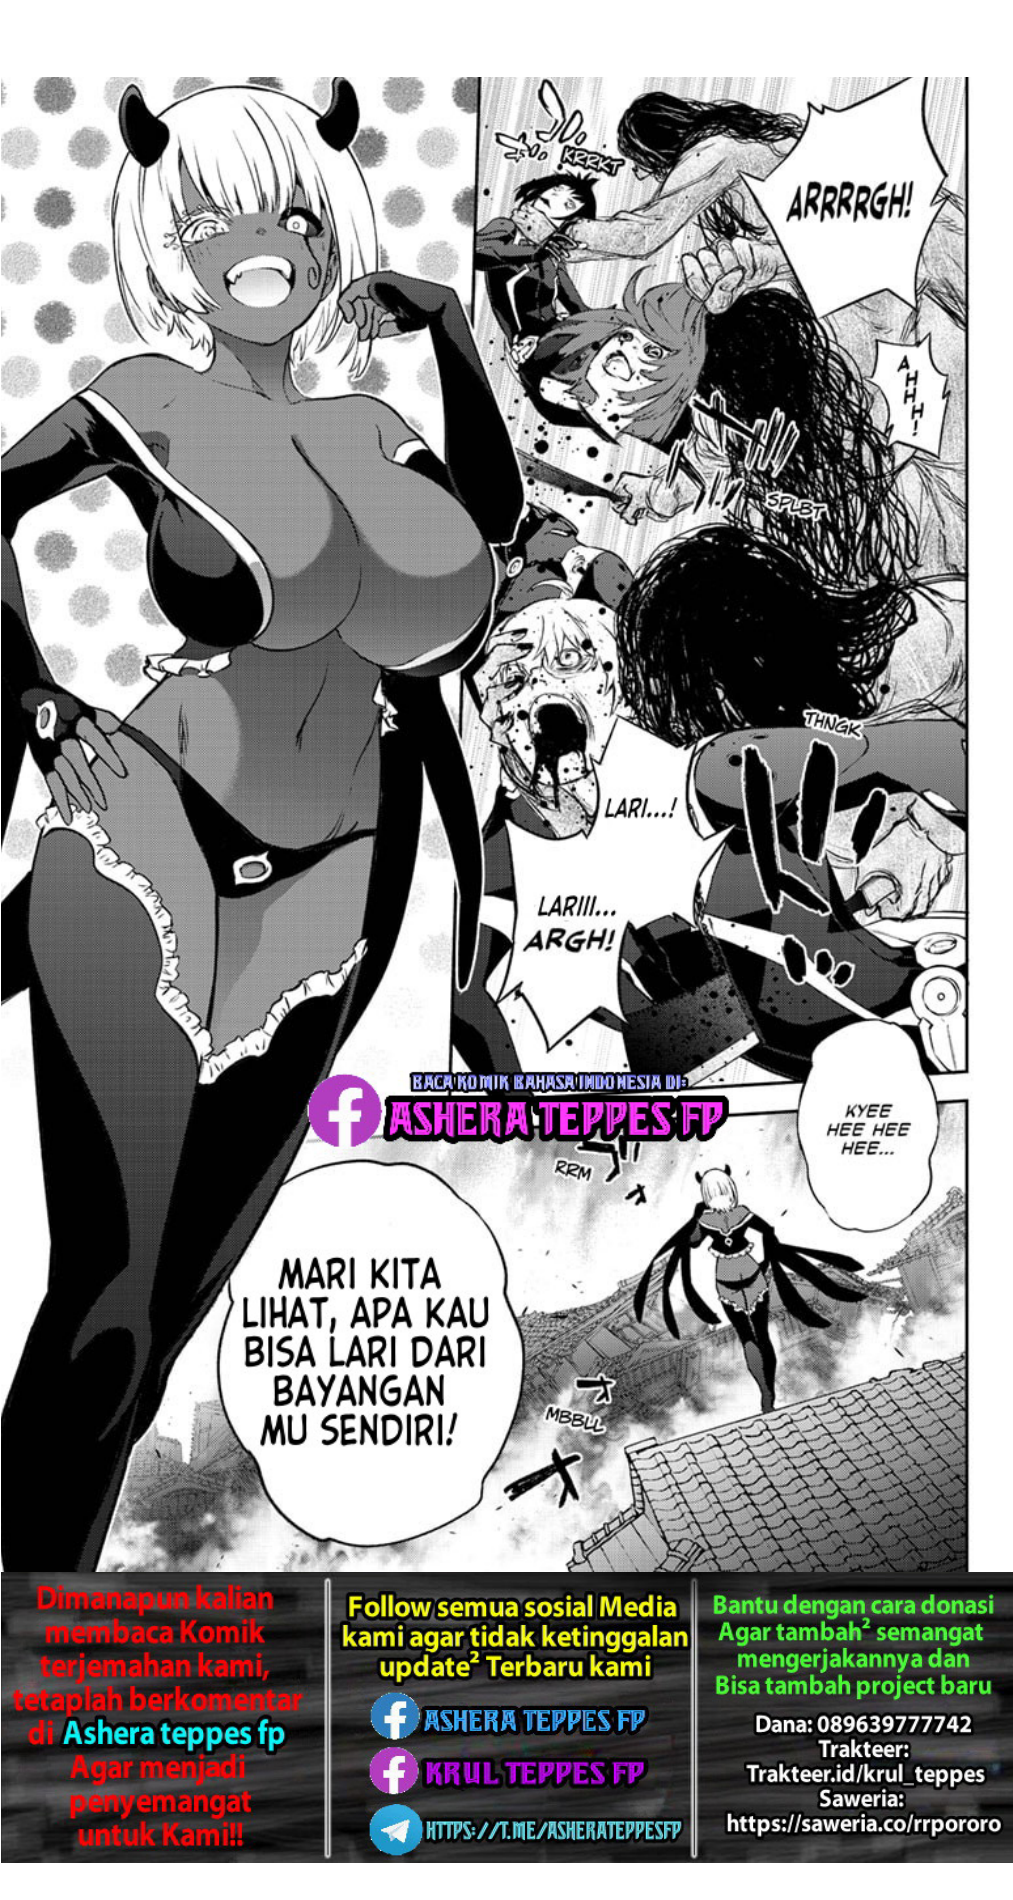 ARRRRGH!
KRRKT
AHHH!
SPLBT
THNGK
LARI...!
LARIII...
ARGH!
BACA KOMIK BAHASA INDONESIA DI:
ASHERA TEPPES FP
KYEE
HEE HEE
HEE...
RRM
MARI KITA
LIHAT, APA KAU
BISA LARI DARI
BAYANGAN
MU SENDIRI!
MBBLL
Dimanapun kalian
membaca Komik
terjemahan kami,
tetaplah berkomentar
di Ashera teppes fp
Agar menjadi
penyemangat
untuk Kami!!
Follow semua sosial Media
kami agar tidak ketinggalan
update² Terbaru kami
ASHERA TEPPES FP
KRUL TEPPES FP
HTTPS://T.ME/ASHERATEPPESFP
Bantu dengan cara donasi
Agar tambah² semangat
mengerjakannya dan
Bisa tambah project baru
Dana: 089639777742
Trakteer:
Trakteer.id/krul_teppes
Saweria:
https://saweria.co/rrpororo